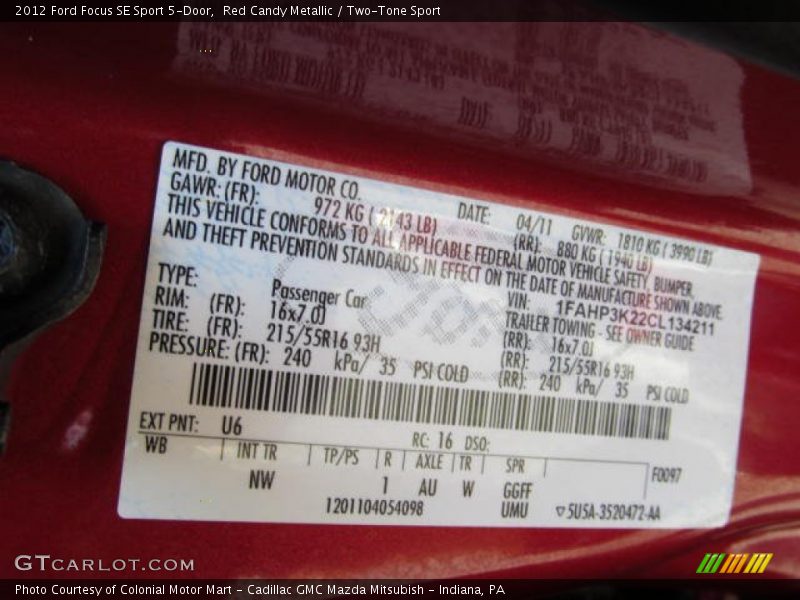 2012 Ford Focus SE Sport 5-Door,  Red Candy Metallic / Two-Tone Sport
MFD. BY FORD MOTOR CO.
DATE: 04/11 GVWR: 1810 KG ( 3990 LB)
GAWR: (FR): 972 KG ( 2143 LB) (RR): 880 KG ( 1940 LB)
THIS VEHICLE CONFORMS TO ALL APPLICABLE FEDERAL MOTOR VEHICLE SAFETY, BUMPER,
AND THEFT PREVENTION STANDARDS IN EFFECT ON THE DATE OF MANUFACTURE SHOWN ABOVE.
VIN: 1FAHP3K22CL134211
TYPE: Passenger Car TRAILER TOWING - SEE OWNER GUIDE
RIM: (FR): 16x7.0J (RR): 16x7.0J
TIRE: (FR): 215/55R16 93H (RR): 215/55R16 93H
PRESSURE: (FR): 240 kPa/ 35 PSI COLD (RR): 240 kPa/ 35 PSI COLD
EXT PNT: U6 RC: 16 DSO:
WB INT TR TP/PS R AXLE TR SPR F0097
NW 1 AU W GGFF
1201104054098 UMU ▽5U5A-3520472-AA
GTCARLOT.COM
Photo Courtesy of Colonial Motor Mart - Cadillac GMC Mazda Mitsubish - Indiana, PA